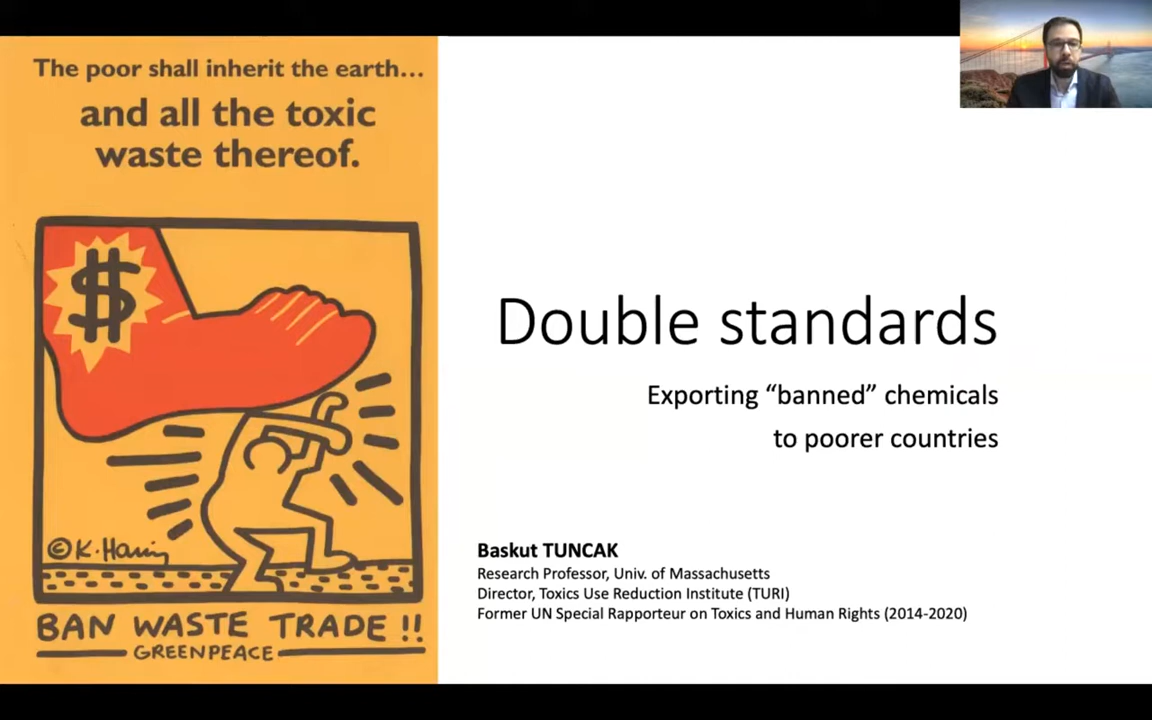 The poor shall inherit the earth...
and all the toxic
waste thereof.
$
©K. Haring
BAN WASTE TRADE !!
GREENPEACE
Double standards
Exporting “banned” chemicals
to poorer countries
Baskut TUNCAK
Research Professor, Univ. of Massachusetts
Director, Toxics Use Reduction Institute (TURI)
Former UN Special Rapporteur on Toxics and Human Rights (2014-2020)